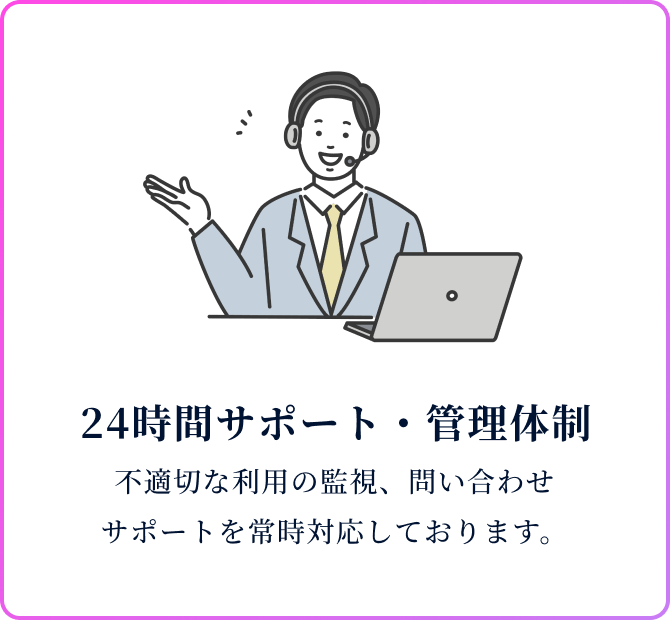 24時間サポート・管理体制
不適切な利用の監視、問い合わせ
サポートを常時対応しております。